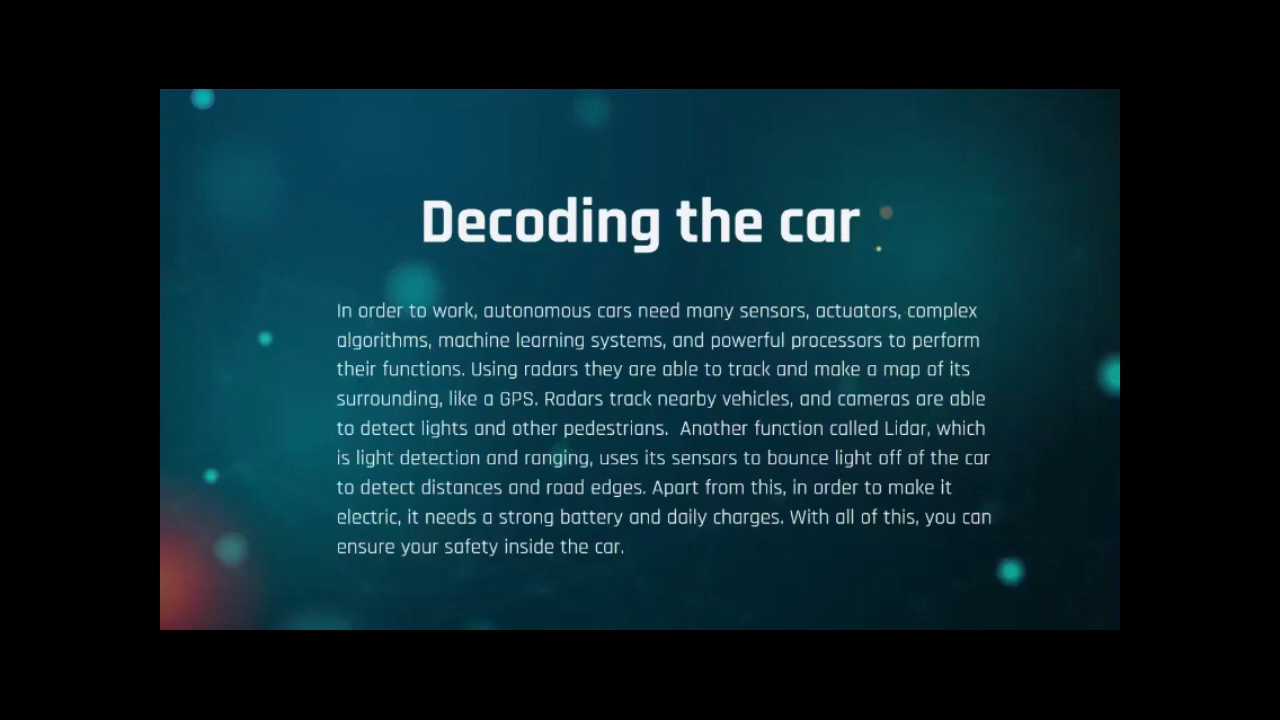 Decoding the car
In order to work, autonomous cars need many sensors, actuators, complex
algorithms, machine learning systems, and powerful processors to perform
their functions. Using radars they are able to track and make a map of its
surrounding, like a GPS. Radars track nearby vehicles, and cameras are able
to detect lights and other pedestrians.  Another function called Lidar, which
is light detection and ranging, uses its sensors to bounce light off of the car
to detect distances and road edges. Apart from this, in order to make it
electric, it needs a strong battery and daily charges. With all of this, you can
ensure your safety inside the car.